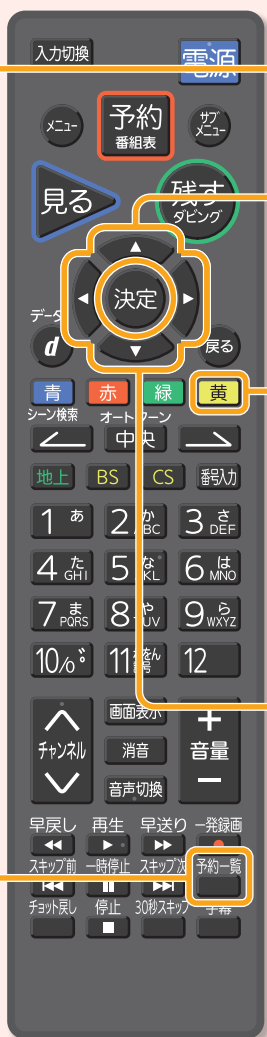 入力切換 電源
メニュー 予約 番組表 サブメニュー
見る 残す ダビング
決定
データ
d 戻る
青 赤 緑 黄
シーン検索 オートターン
中央
地上 BS CS 番号入力
1 あ 2 か ABC 3 さ DEF
4 た GHI 5 な JKL 6 は MNO
7 ま PQRS 8 や TUV 9 ら WXYZ
10/0 ゛゜ 11 わをん 記号 12
画面表示 +
チャンネル 消音 音量
音声切換 −
早戻し 再生 早送り 一発録画
スキップ前 一時停止 スキップ次 予約一覧
チョット戻し 停止 30秒スキップ 字幕